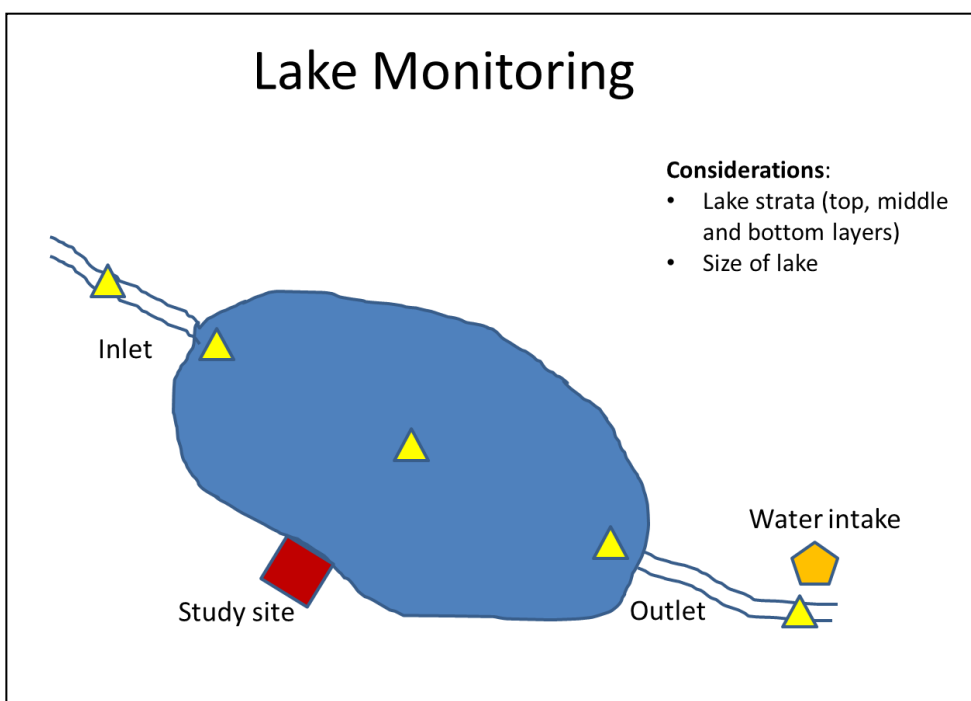 Lake Monitoring
Considerations:
• Lake strata (top, middle
and bottom layers)
• Size of lake
Inlet
Water intake
Study site
Outlet